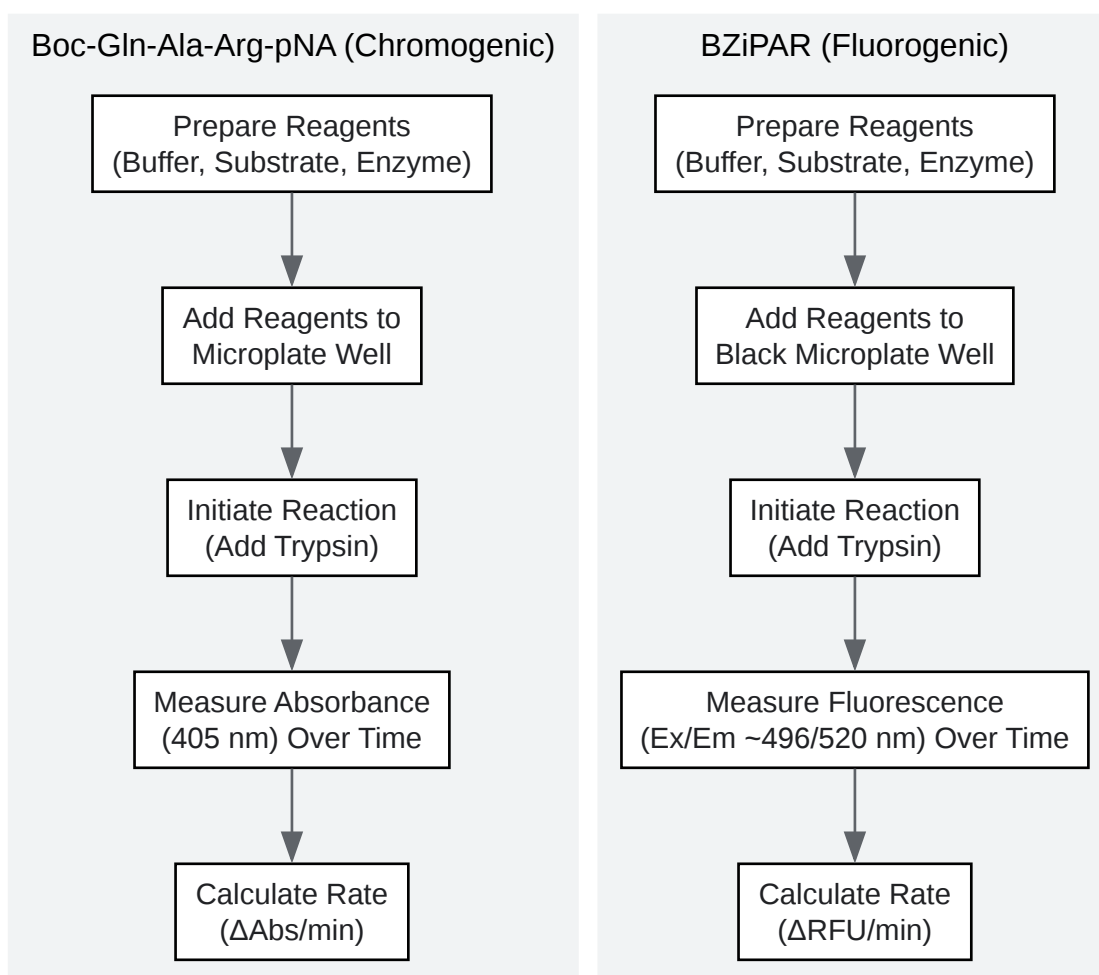 Boc-Gln-Ala-Arg-pNA (Chromogenic)
Prepare Reagents
(Buffer, Substrate, Enzyme)
Add Reagents to
Microplate Well
Initiate Reaction
(Add Trypsin)
Measure Absorbance
(405 nm) Over Time
Calculate Rate
(ΔAbs/min)
BZiPAR (Fluorogenic)
Prepare Reagents
(Buffer, Substrate, Enzyme)
Add Reagents to
Black Microplate Well
Initiate Reaction
(Add Trypsin)
Measure Fluorescence
(Ex/Em ~496/520 nm) Over Time
Calculate Rate
(ΔRFU/min)